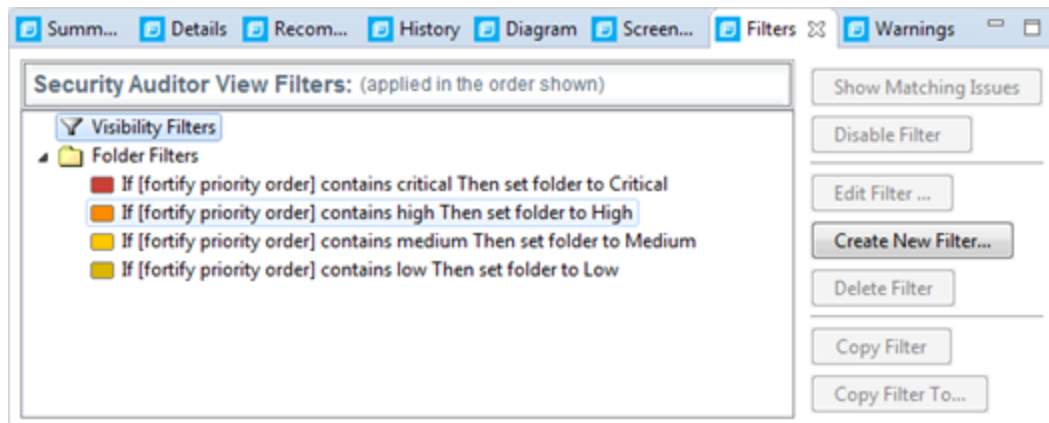 Summ... Details Recom... History Diagram Screen... Filters Warnings
Security Auditor View Filters: (applied in the order shown)
Visibility Filters
Folder Filters
If [fortify priority order] contains critical Then set folder to Critical
If [fortify priority order] contains high Then set folder to High
If [fortify priority order] contains medium Then set folder to Medium
If [fortify priority order] contains low Then set folder to Low
Show Matching Issues
Disable Filter
Edit Filter ...
Create New Filter...
Delete Filter
Copy Filter
Copy Filter To...